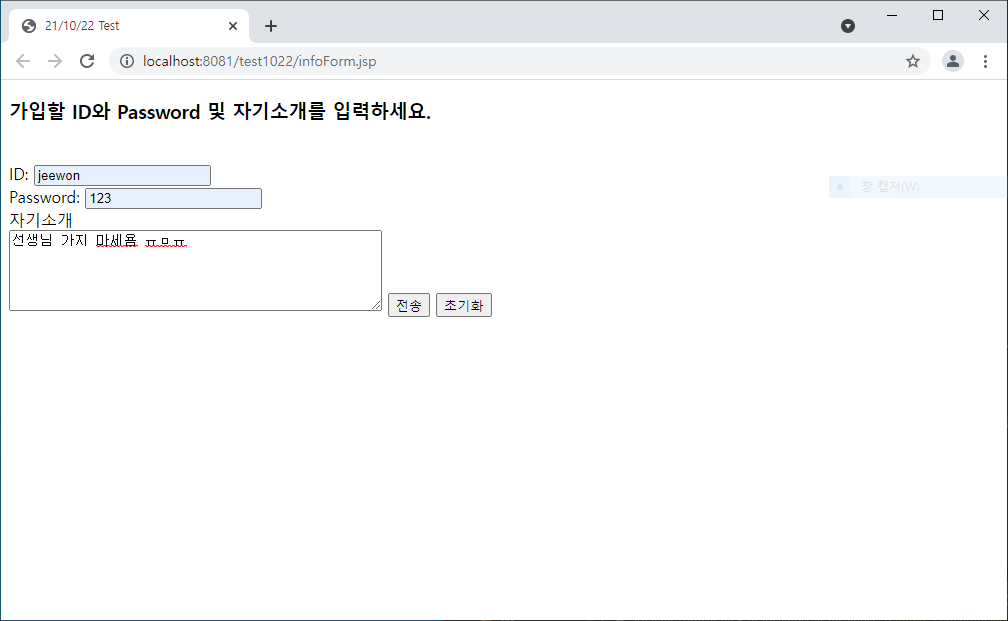 21/10/22 Test
localhost:8081/test1022/infoForm.jsp
가입할 ID와 Password 및 자기소개를 입력하세요.
ID: jeewon
Password: 123
창 캡처(W)
자기소개
선생님 가지 마세욤 ㅠㅁㅠ
전송 초기화